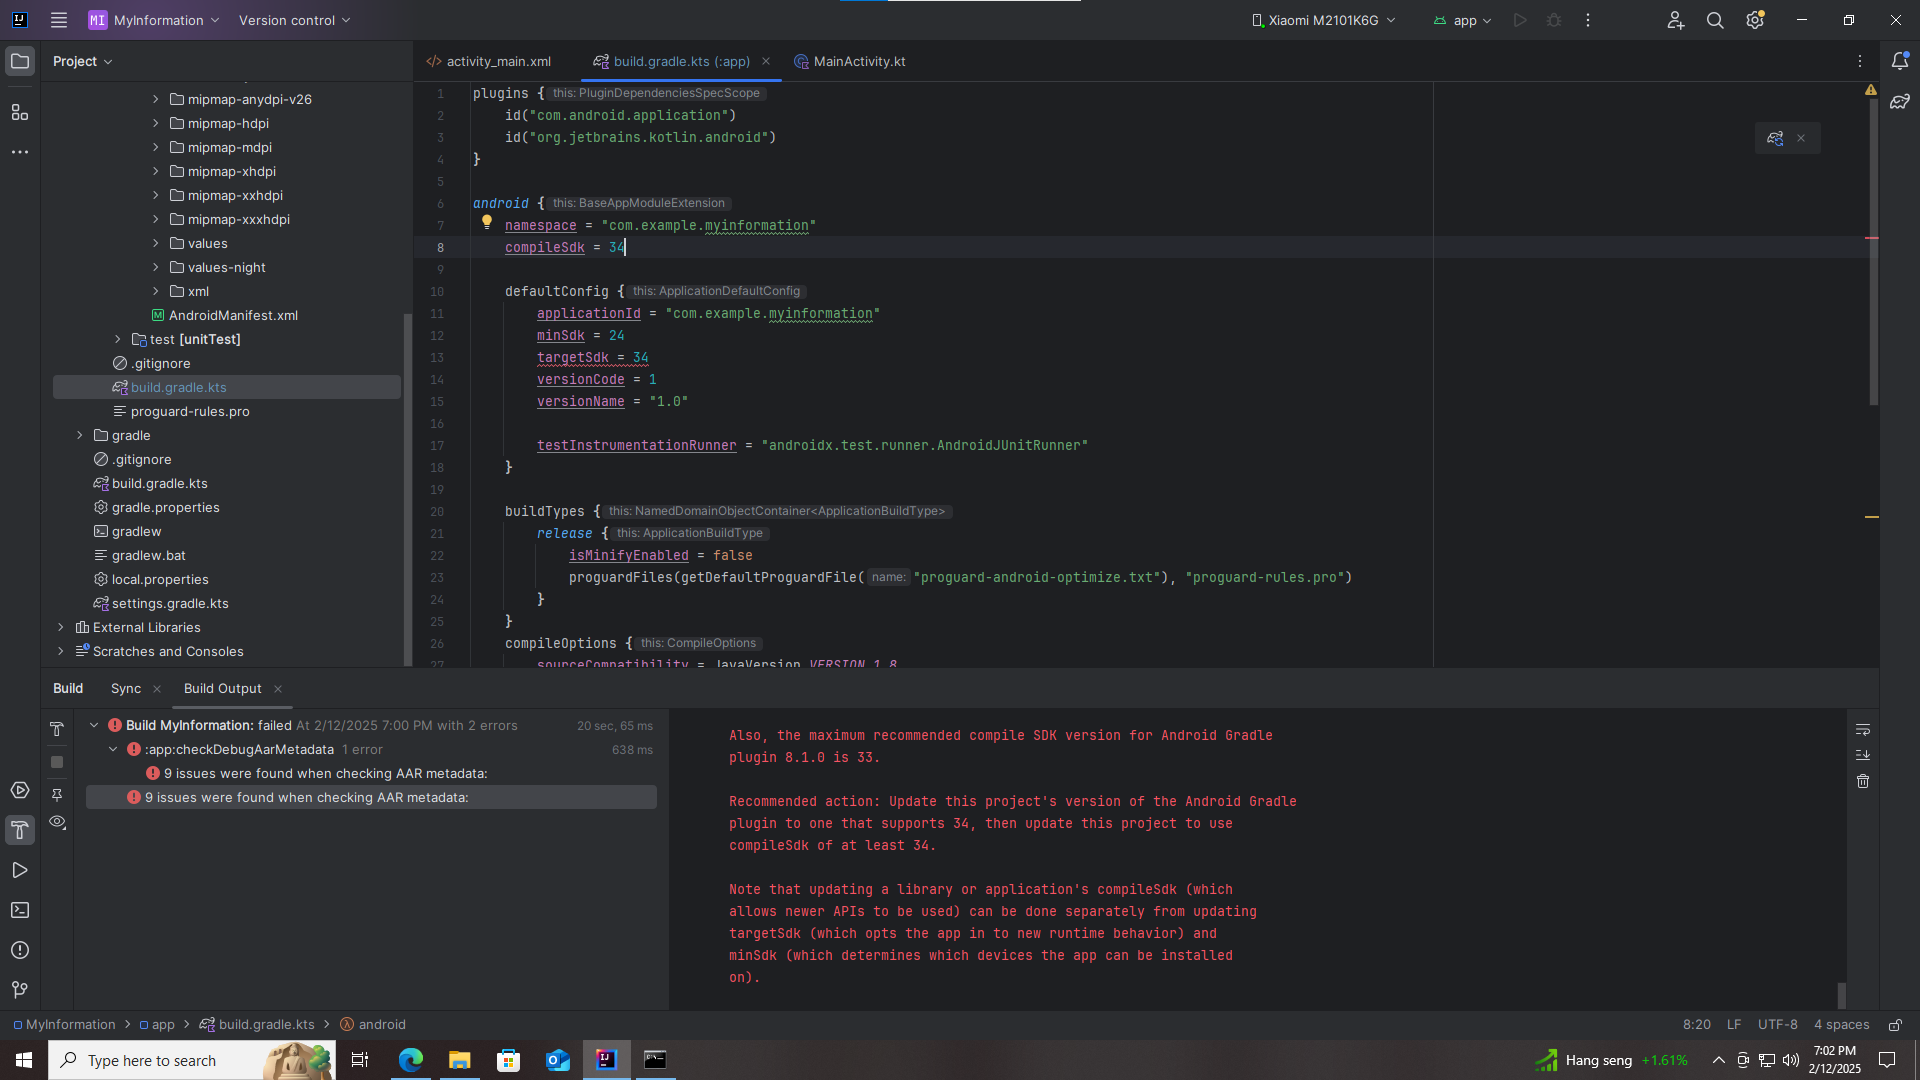 MI MyInformation Version control Xiaomi M2101K6G app
Project
activity_main.xml build.gradle.kts (:app) MainActivity.kt
mipmap-anydpi-v26
mipmap-hdpi
mipmap-mdpi
mipmap-xhdpi
mipmap-xxhdpi
mipmap-xxxhdpi
values
values-night
xml
AndroidManifest.xml
test [unitTest]
.gitignore
build.gradle.kts
proguard-rules.pro
gradle
.gitignore
build.gradle.kts
gradle.properties
gradlew
gradlew.bat
local.properties
settings.gradle.kts
External Libraries
Scratches and Consoles
1 plugins { this: PluginDependenciesSpecScope
2 id("com.android.application")
3 id("org.jetbrains.kotlin.android")
4 }
5
6 android { this: BaseAppModuleExtension
7 namespace = "com.example.myinformation"
8 compileSdk = 34
9
10 defaultConfig { this: ApplicationDefaultConfig
11 applicationId = "com.example.myinformation"
12 minSdk = 24
13 targetSdk = 34
14 versionCode = 1
15 versionName = "1.0"
16
17 testInstrumentationRunner = "androidx.test.runner.AndroidJUnitRunner"
18 }
19
20 buildTypes { this: NamedDomainObjectContainer<ApplicationBuildType>
21 release { this: ApplicationBuildType
22 isMinifyEnabled = false
23 proguardFiles(getDefaultProguardFile( name: "proguard-android-optimize.txt"), "proguard-rules.pro")
24 }
25 }
26 compileOptions { this: CompileOptions
27 sourceCompatibility = JavaVersion.VERSION_1_8
Build Sync Build Output
Build MyInformation: failed At 2/12/2025 7:00 PM with 2 errors 20 sec, 65 ms
:app:checkDebugAarMetadata 1 error 638 ms
9 issues were found when checking AAR metadata:
9 issues were found when checking AAR metadata:
Also, the maximum recommended compile SDK version for Android Gradle
plugin 8.1.0 is 33.
Recommended action: Update this project's version of the Android Gradle
plugin to one that supports 34, then update this project to use
compileSdk of at least 34.
Note that updating a library or application's compileSdk (which
allows newer APIs to be used) can be done separately from updating
targetSdk (which opts the app in to new runtime behavior) and
minSdk (which determines which devices the app can be installed
on).
MyInformation > app > build.gradle.kts > android 8:20 LF UTF-8 4 spaces
Type here to search Hang seng +1.61% 7:02 PM
2/12/2025